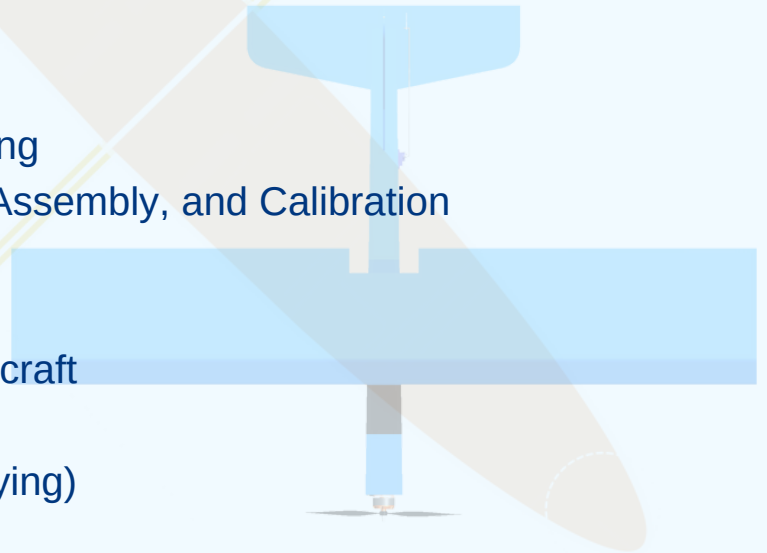 ng
Assembly, and Calibration
craft
ying)